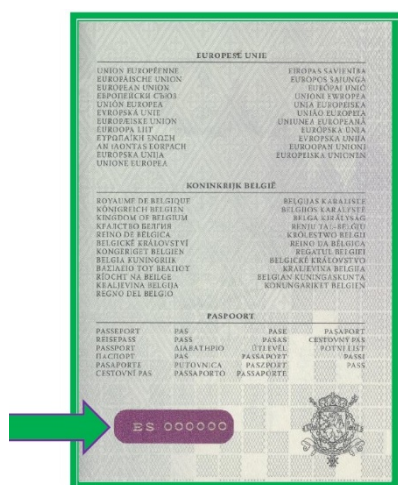 EUROPESE UNIE
UNION EUROPÉENNE
EUROPÄISCHE UNION
EUROPEAN UNION
ЕВРОПЕЙСКИ СЪЮЗ
UNIÓN EUROPEA
EVROPSKÁ UNIE
EUROPÆISKE UNION
EUROOPA LIIT
ΕΥΡΩΠΑΪΚΗ ΕΝΩΣΗ
AN tAONTAS EORPACH
EUROPSKA UNIJA
UNIONE EUROPEA
EIROPAS SAVIENĪBA
EUROPOS SĄJUNGA
EURÓPAI UNIÓ
UNJONI EWROPEA
UNIA EUROPEJSKA
UNIÃO EUROPEIA
UNIUNEA EUROPEANĂ
EURÓPSKA ÚNIA
EVROPSKA UNIJA
EUROOPAN UNIONI
EUROPEISKA UNIONEN
KONINKRIJK BELGIË
ROYAUME DE BELGIQUE
KÖNIGREICH BELGIEN
KINGDOM OF BELGIUM
КРАЛСТВО БЕЛГИЯ
REINO DE BÉLGICA
BELGICKÉ KRÁLOVSTVÍ
KONGERIGET BELGIEN
BELGIA KUNINGRIIK
ΒΑΣΙΛΕΙΟ ΤΟΥ ΒΕΛΓΙΟΥ
RÍOCHT NA BEILGE
KRALJEVINA BELGIJA
REGNO DEL BELGIO
BEĻĢIJAS KARALISTE
BELGIJOS KARALYSTĖ
BELGA KIRÁLYSÁG
RENJU TAL-BELĠJU
KRÓLESTWO BELGII
REINO DA BÉLGICA
REGATUL BELGIEI
BELGICKÉ KRÁĽOVSTVO
KRALJEVINA BELGIJA
BELGIAN KUNINGASKUNTA
KONUNGARIKET BELGIEN
PASPOORT
PASSEPORT PAS PASE PAŞAPORT
REISEPASS PASS PASAS CESTOVNÝ PAS
PASSPORT ΔΙΑΒΑΤΗΡΙΟ ÚTLEVÉL POTNI LIST
ПАСПОРТ PAS PASSAPORT PASSI
PASAPORTE PUTOVNICA PASZPORT PASS
CESTOVNÍ PAS PASSAPORTO PASSAPORTE
ES 000000